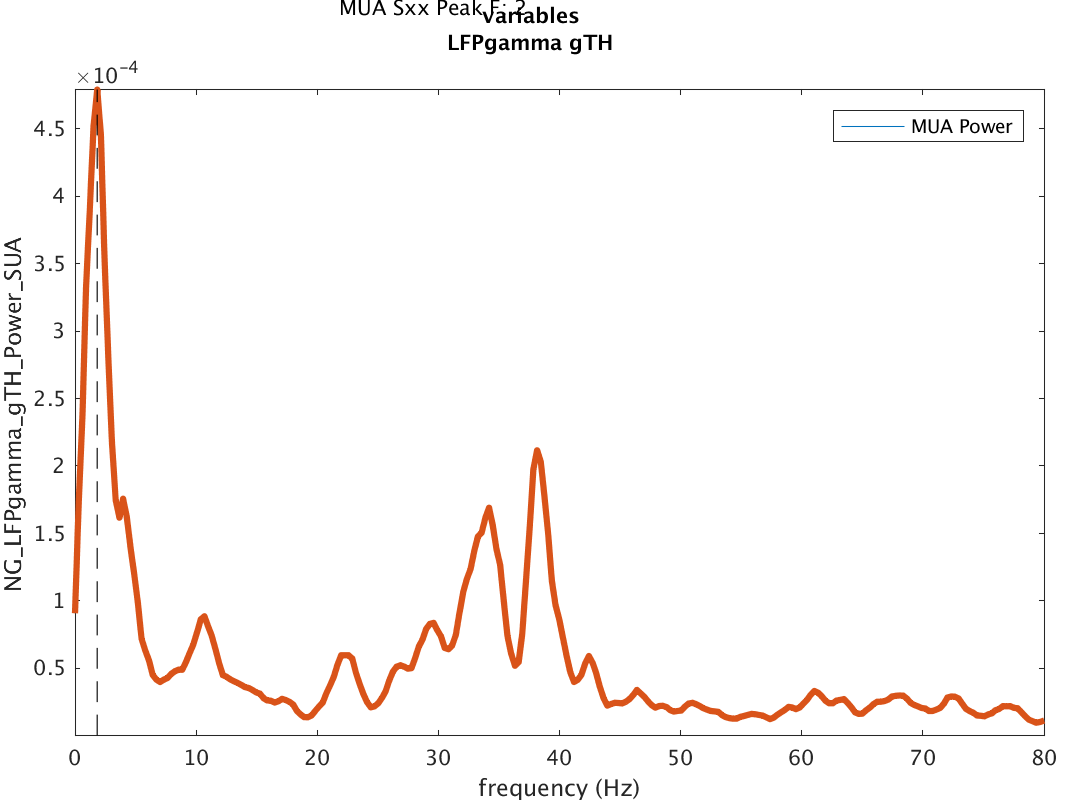 MUA Sxx Peak F: 2
variables
LFPgamma gTH
×10⁻⁴
4.5
4
3.5
3
2.5
2
1.5
1
0.5
NG_LFPgamma_gTH_Power_SUA
MUA Power
0 10 20 30 40 50 60 70 80
frequency (Hz)